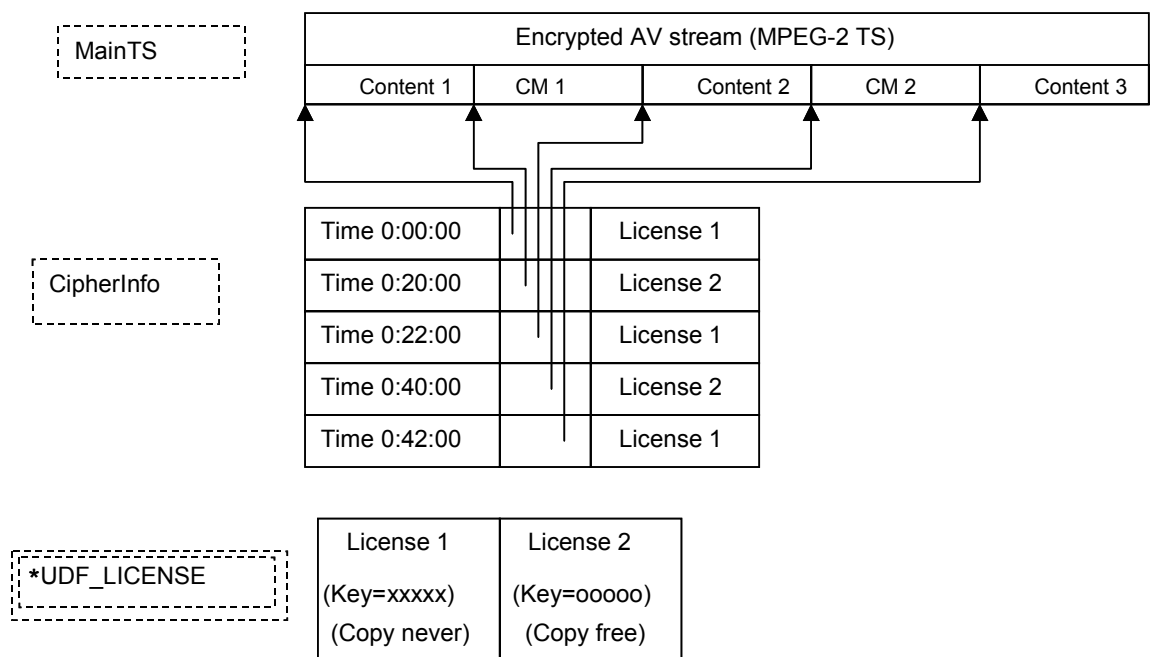 MainTS
Encrypted AV stream (MPEG-2 TS)
Content 1 CM 1 Content 2 CM 2 Content 3
CipherInfo
Time 0:00:00 License 1
Time 0:20:00 License 2
Time 0:22:00 License 1
Time 0:40:00 License 2
Time 0:42:00 License 1
*UDF_LICENSE
License 1 License 2
(Key=xxxxx) (Key=ooooo)
(Copy never) (Copy free)